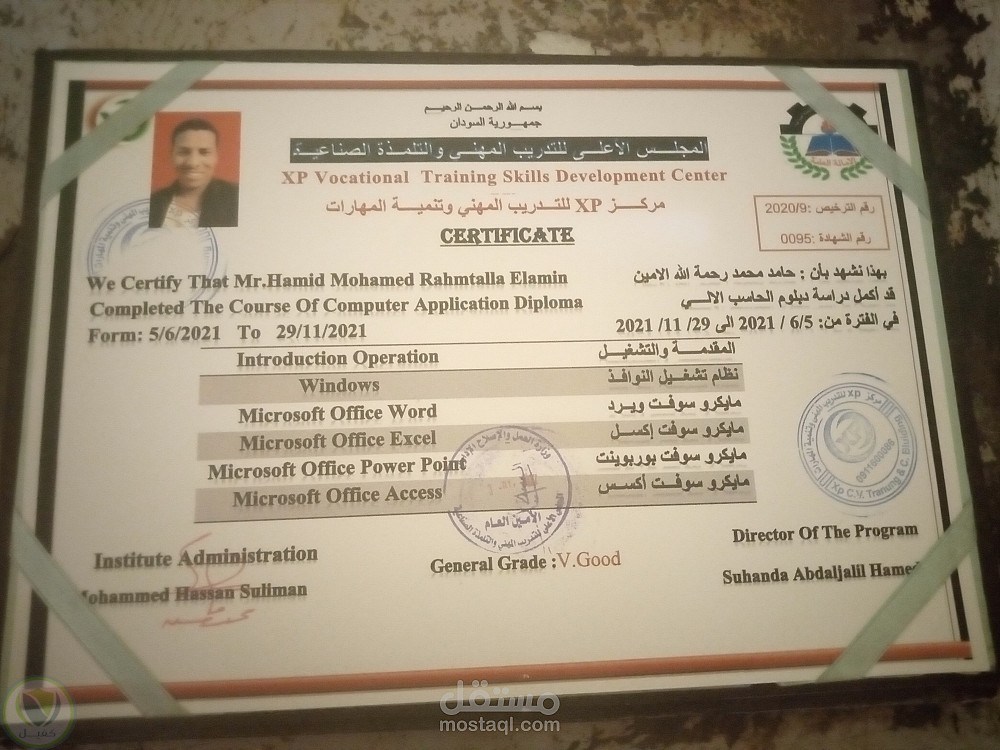 بسم الله الرحمن الرحيم
جمهورية السودان
المجلس الأعلى للتدريب المهني والتلمذة الصناعية
XP Vocational Training Skills Development Center
مركز XP للتدريب المهني وتنمية المهارات
CERTIFICATE
رقم الترخيص :2020/9
رقم الشهادة :0095
We Certify That Mr.Hamid Mohamed Rahmtalla Elamin
بهذا نشهد بأن : حامد محمد رحمة الله الامين
Completed The Course Of Computer Application Diploma
قد أكمل دراسة دبلوم الحاسب الالي
Form: 5/6/2021 To 29/11/2021
في الفترة من: 6/5 / 2021 الى 29/ 11/ 2021
Introduction Operation المقدمة والتشغيل
Windows نظام تشغيل النوافذ
Microsoft Office Word مايكرو سوفت ويرد
Microsoft Office Excel مايكرو سوفت إكسل
Microsoft Office Power Point مايكرو سوفت بوربوينت
Microsoft Office Access مايكرو سوفت أكسس
الأمين العام
Institute Administration
Mohammed Hassan Suliman
General Grade :V.Good
Director Of The Program
Suhanda Abdaljalil Hamed
مستقل
mostaql.com
كفيل